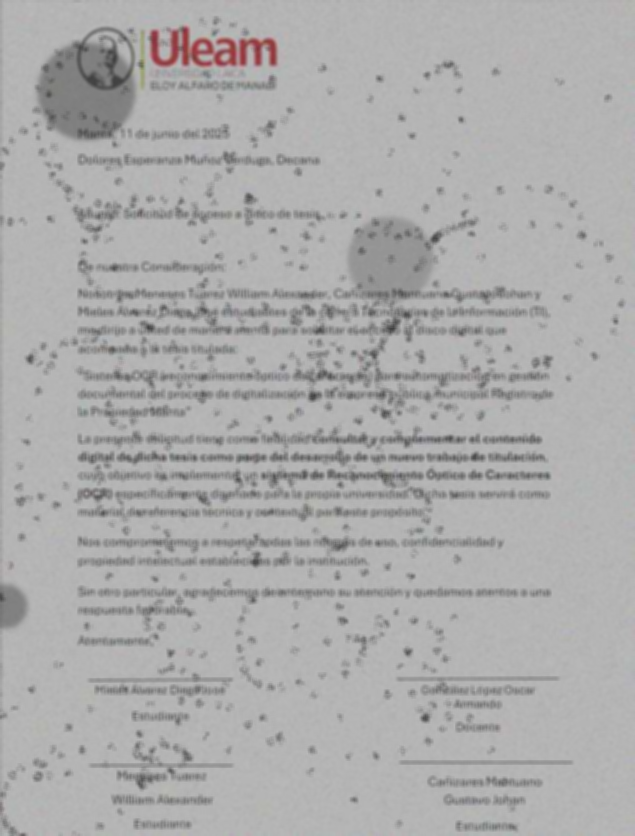 Uleam
UNIVERSIDAD LAICA
ELOY ALFARO DE MANABÍ
Manta, 11 de junio del 2025
Dolores Esperanza Muñoz Verduga, Decana
Asunto: Solicitud de acceso a disco de tesis
De nuestra Consideración:
Nosotros Meneses Tuarez William Alexander, Cañizares Mantuano Gustavo Johan y
Mieles Álvarez Diego José estudiantes de la carrera Tecnologías de la Información (TI),
me dirijo a usted de manera atenta para solicitar el acceso al disco digital que
acompaña a la tesis titulada:
"Sistema OCR (reconocimiento óptico de caracteres) para automatización en gestión
documental del proceso de digitalización de la empresa pública municipal Registro de
la Propiedad Manta"
La presente solicitud tiene como finalidad consultar y complementar el contenido
digital de dicha tesis como parte del desarrollo de un nuevo trabajo de titulación,
cuyo objetivo es implementar un sistema de Reconocimiento Óptico de Caracteres
(OCR) específicamente diseñado para la propia universidad. Dicha tesis servirá como
material de referencia técnica y contextual para este propósito.
Nos comprometemos a respetar todas las normas de uso, confidencialidad y
propiedad intelectual establecidas por la institución.
Sin otro particular, agradecemos de antemano su atención y quedamos atentos a una
respuesta favorable.
Atentamente,
Mieles Álvarez Diego José
Estudiante
González López Oscar
Armando
Docente
Meneses Tuarez
William Alexander
Estudiante
Cañizares Mantuano
Gustavo Johan
Estudiante